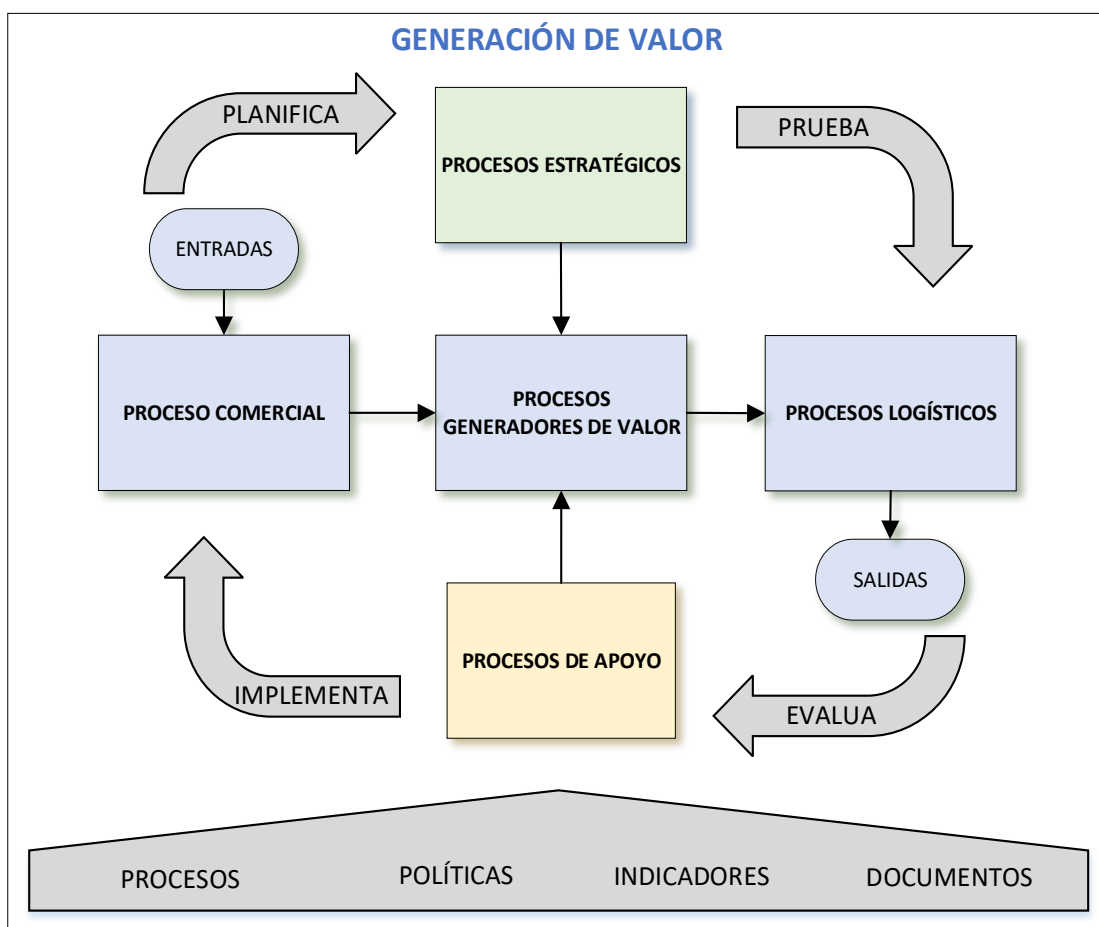 GENERACIÓN DE VALOR
PLANIFICA
PRUEBA
PROCESOS ESTRATÉGICOS
ENTRADAS
PROCESO COMERCIAL
PROCESOS
GENERADORES DE VALOR
PROCESOS LOGÍSTICOS
SALIDAS
PROCESOS DE APOYO
IMPLEMENTA
EVALUA
PROCESOS
POLÍTICAS
INDICADORES
DOCUMENTOS